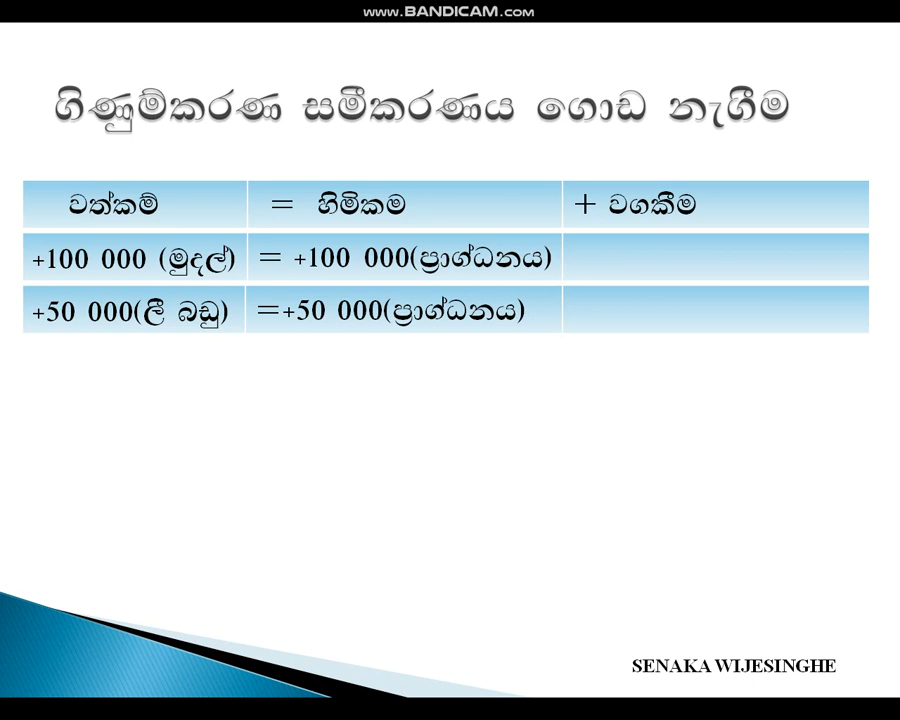 www.BANDICAM.com
ගිණුම්කරණ සමීකරණය ගොඩ නැගීම
වත්කම් = හිමිකම + වගකීම
+100 000 (මුදල්) = +100 000(ප්‍රාග්ධනය)
+50 000(ලී බඩු) =+50 000(ප්‍රාග්ධනය)
SENAKA WIJESINGHE